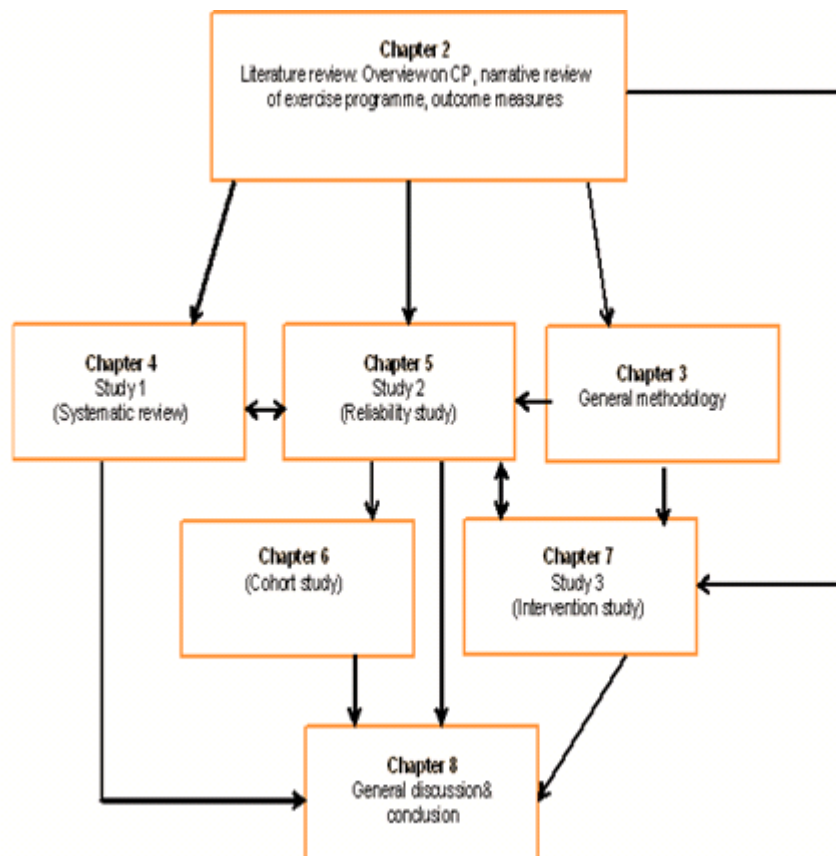 Chapter 2
Literature review: Overview on CP, narrative review
of exercise programme, outcome measures
Chapter 4
Study 1
(Systematic review)
Chapter 5
Study 2
(Reliability study)
Chapter 3
General methodology
Chapter 6
(Cohort study)
Chapter 7
Study 3
(Intervention study)
Chapter 8
General discussion&
conclusion